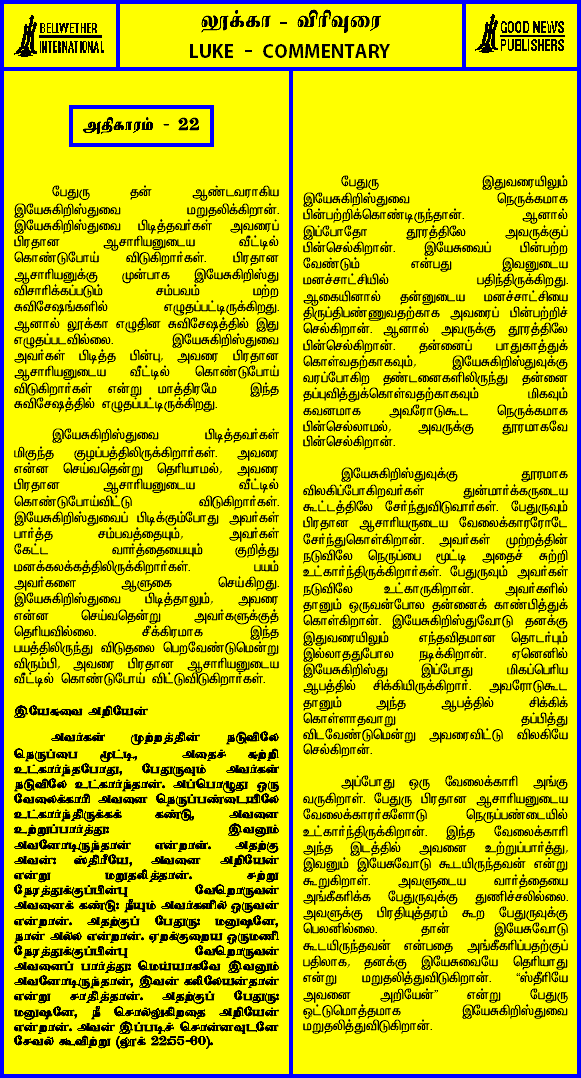 BELWETHER
INTERNATIONAL
லூக்கா - விரிவுரை
LUKE - COMMENTARY
GOOD NEWS
PUBLISHERS
அதிகாரம் - 22
பேதுரு தன் ஆண்டவராகிய
இயேசுகிறிஸ்துவை மறுதலிக்கிறான்.
இயேசுகிறிஸ்துவை பிடித்தவர்கள் அவரைப்
பிரதான ஆசாரியனுடைய வீட்டில்
கொண்டுபோய் விடுகிறார்கள். பிரதான
ஆசாரியனுக்கு முன்பாக இயேசுகிறிஸ்து
விசாரிக்கப்படும் சம்பவம் மற்ற
சுவிசேஷங்களில் எழுதப்பட்டிருக்கிறது.
ஆனால் லூக்கா எழுதின சுவிசேஷத்தில் இது
எழுதப்படவில்லை. இயேசுகிறிஸ்துவை
அவர்கள் பிடித்த பின்பு, அவரை பிரதான
ஆசாரியனுடைய வீட்டில் கொண்டுபோய்
விடுகிறார்கள் என்று மாத்திரமே இந்த
சுவிசேஷத்தில் எழுதப்பட்டிருக்கிறது.
இயேசுகிறிஸ்துவை பிடித்தவர்கள்
மிகுந்த குழப்பத்திலிருக்கிறார்கள். அவரை
என்ன செய்வதென்று தெரியாமல், அவரை
பிரதான ஆசாரியனுடைய வீட்டில்
கொண்டுபோய்விட்டு விடுகிறார்கள்.
இயேசுகிறிஸ்துவைப் பிடிக்கும்போது அவர்கள்
பார்த்த சம்பவத்தையும், அவர்கள்
கேட்ட வார்த்தையையும் குறித்து
மனக்கலக்கத்திலிருக்கிறார்கள். பயம்
அவர்களை ஆளுகை செய்கிறது.
இயேசுகிறிஸ்துவை பிடித்தாலும், அவரை
என்ன செய்வதென்று அவர்களுக்குத்
தெரியவில்லை. சீக்கிரமாக இந்த
பயத்திலிருந்து விடுதலை பெறவேண்டுமென்று
விரும்பி, அவரை பிரதான ஆசாரியனுடைய
வீட்டில் கொண்டுபோய் விட்டுவிடுகிறார்கள்.
இயேசுவை அறியேன்
அவர்கள் முற்றத்தின் நடுவிலே
நெருப்பை மூட்டி, அதைச் சுற்றி
உட்கார்ந்தபோது, பேதுருவும் அவர்கள்
நடுவிலே உட்கார்ந்தான். அப்பொழுது ஒரு
வேலைக்காரி அவனை நெருப்பண்டையிலே
உட்கார்ந்திருக்கக் கண்டு, அவனை
உற்றுப்பார்த்து: இவனும்
அவனோடிருந்தான் என்றாள். அதற்கு
அவன்: ஸ்திரீயே, அவனை அறியேன்
என்று மறுதலித்தான். சற்று
நேரத்துக்குப்பின்பு வேறொருவன்
அவனைக் கண்டு: நீயும் அவர்களில் ஒருவன்
என்றான். அதற்குப் பேதுரு: மனுஷனே,
நான் அல்ல என்றான். ஏறக்குறைய ஒருமணி
நேரத்துக்குப்பின்பு வேறொருவன்
அவனைப் பார்த்து: மெய்யாகவே இவனும்
அவனோடிருந்தான், இவன் கலிலேயன்தான்
என்று சாதித்தான். அதற்குப் பேதுரு:
மனுஷனே, நீ சொல்லுகிறதை அறியேன்
என்றான். அவன் இப்படிச் சொன்னவுடனே
சேவல் கூவிற்று (லூக் 22:55-60).
பேதுரு இதுவரையிலும்
இயேசுகிறிஸ்துவை நெருக்கமாக
பின்பற்றிக்கொண்டிருந்தான். ஆனால்
இப்போதோ தூரத்திலே அவருக்குப்
பின்செல்கிறான். இயேசுவைப் பின்பற்ற
வேண்டும் என்பது இவனுடைய
மனச்சாட்சியில் பதிந்திருக்கிறது.
ஆகையினால் தன்னுடைய மனச்சாட்சியை
திருப்திபண்ணுவதற்காக அவரைப் பின்பற்றிச்
செல்கிறான். ஆனால் அவருக்கு தூரத்திலே
பின்செல்கிறான். தன்னைப் பாதுகாத்துக்
கொள்வதற்காகவும், இயேசுகிறிஸ்துவுக்கு
வரப்போகிற தண்டனைகளிலிருந்து தன்னை
தப்புவித்துக்கொள்வதற்காகவும் மிகவும்
கவனமாக அவரோடுகூட நெருக்கமாக
பின்செல்லாமல், அவருக்கு தூரமாகவே
பின்செல்கிறான்.
இயேசுகிறிஸ்துவுக்கு தூரமாக
விலகிப்போகிறவர்கள் துன்மார்க்கருடைய
கூட்டத்திலே சேர்ந்துவிடுவார்கள். பேதுருவும்
பிரதான ஆசாரியருடைய வேலைக்காரரோடே
சேர்ந்துகொள்கிறான். அவர்கள் முற்றத்தின்
நடுவிலே நெருப்பை மூட்டி அதைச் சுற்றி
உட்கார்ந்திருக்கிறார்கள். பேதுருவும் அவர்கள்
நடுவிலே உட்காருகிறான். அவர்களில்
தானும் ஒருவன்போல தன்னைக் காண்பித்துக்
கொள்கிறான். இயேசுகிறிஸ்துவோடு தனக்கு
இதுவரையிலும் எந்தவிதமான தொடர்பும்
இல்லாததுபோல நடிக்கிறான். ஏனெனில்
இயேசுகிறிஸ்து இப்போது மிகப்பெரிய
ஆபத்தில் சிக்கியிருக்கிறார். அவரோடுகூட
தானும் அந்த ஆபத்தில் சிக்கிக்
கொள்ளாதவாறு தப்பித்து
விடவேண்டுமென்று அவரைவிட்டு விலகியே
செல்கிறான்.
அப்போது ஒரு வேலைக்காரி அங்கு
வருகிறாள். பேதுரு பிரதான ஆசாரியனுடைய
வேலைக்காரர்களோடு நெருப்பண்டையில்
உட்கார்ந்திருக்கிறான். இந்த வேலைக்காரி
அந்த இடத்தில் அவனை உற்றுப்பார்த்து,
இவனும் இயேசுவோடு கூடயிருந்தவன் என்று
கூறுகிறாள். அவளுடைய வார்த்தையை
அங்கீகரிக்க பேதுருவுக்கு துணிச்சலில்லை.
அவளுக்கு பிரதியுத்தரம் கூற பேதுருவுக்கு
பெலனில்லை. தான் இயேசுவோடு
கூடயிருந்தவன் என்பதை அங்கீகரிப்பதற்குப்
பதிலாக, தனக்கு இயேசுவையே தெரியாது
என்று மறுதலித்துவிடுகிறான். “ஸ்தீரியே
அவனை அறியேன்” என்று பேதுரு
ஒட்டுமொத்தமாக இயேசுகிறிஸ்துவை
மறுதலித்துவிடுகிறான்.